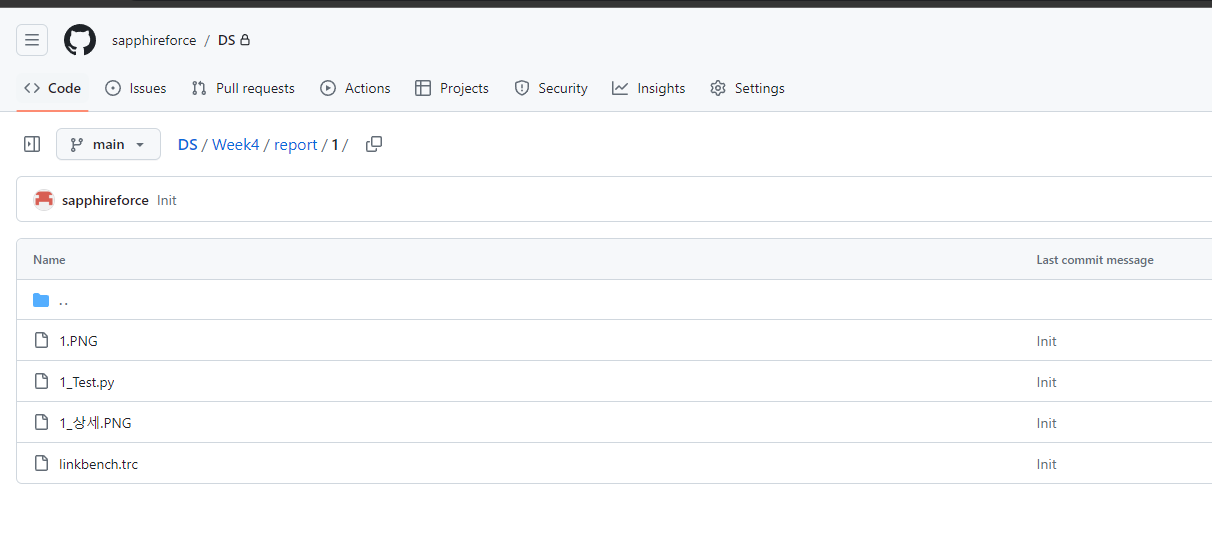 sapphireforce / DS
Code Issues Pull requests Actions Projects Security Insights Settings
main DS / Week4 / report / 1 /
sapphireforce Init
Name Last commit message
..
1.PNG Init
1_Test.py Init
1_상세.PNG Init
linkbench.trc Init